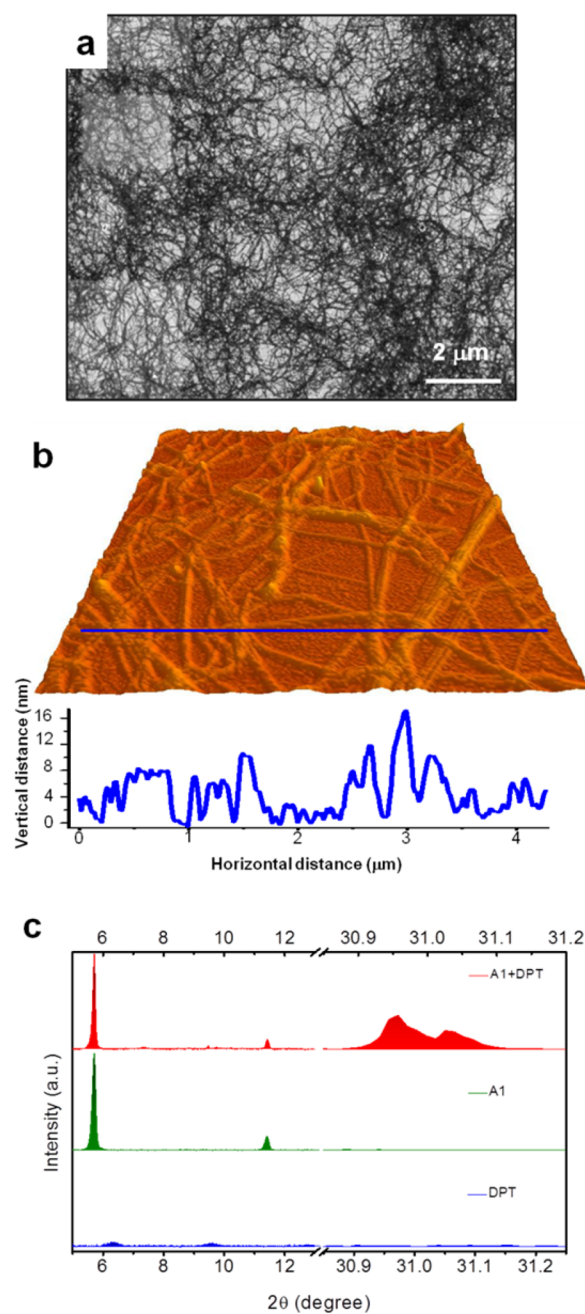 a
2 μm
b
Vertical distance (nm)
16
12
8
4
0
0 1 2 3 4
Horizontal distance (μm)
c
6 8 10 12 30.9 31.0 31.1 31.2
A1+DPT
A1
DPT
Intensity (a.u.)
6 8 10 12 30.9 31.0 31.1 31.2
2θ (degree)